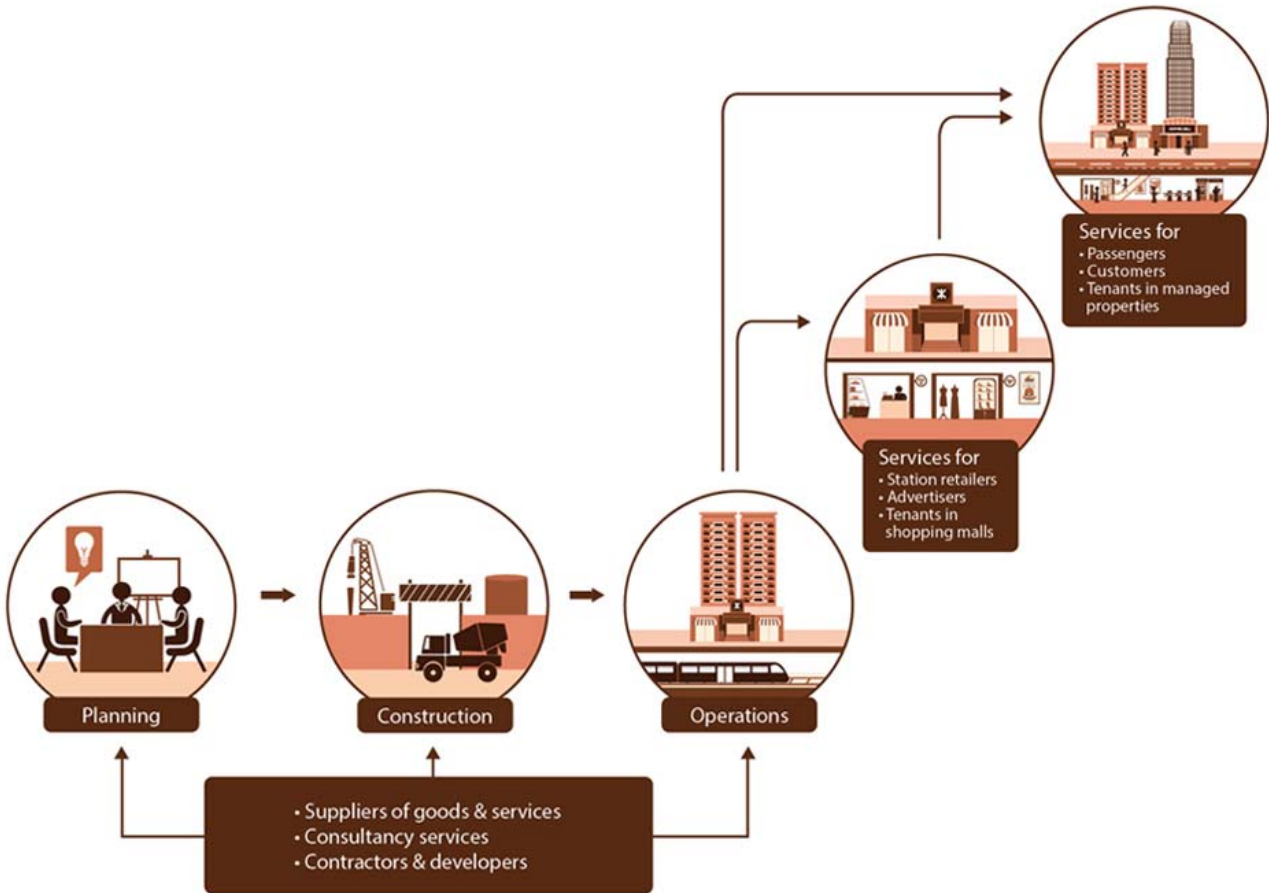 Services for
• Passengers
• Customers
• Tenants in managed
properties
Services for
• Station retailers
• Advertisers
• Tenants in
shopping malls
Planning
Construction
Operations
• Suppliers of goods & services
• Consultancy services
• Contractors & developers